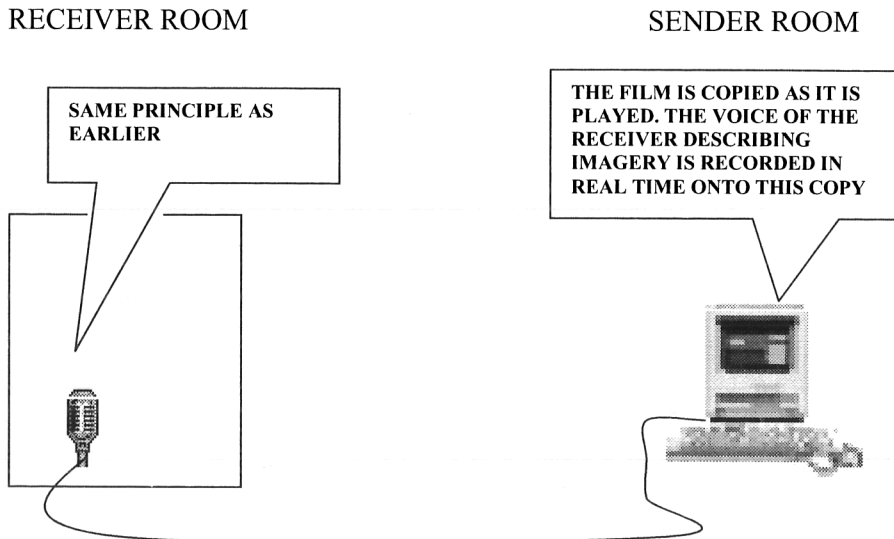 RECEIVER ROOM
SENDER ROOM
SAME PRINCIPLE AS
EARLIER
THE FILM IS COPIED AS IT IS
PLAYED. THE VOICE OF THE
RECEIVER DESCRIBING
IMAGERY IS RECORDED IN
REAL TIME ONTO THIS COPY